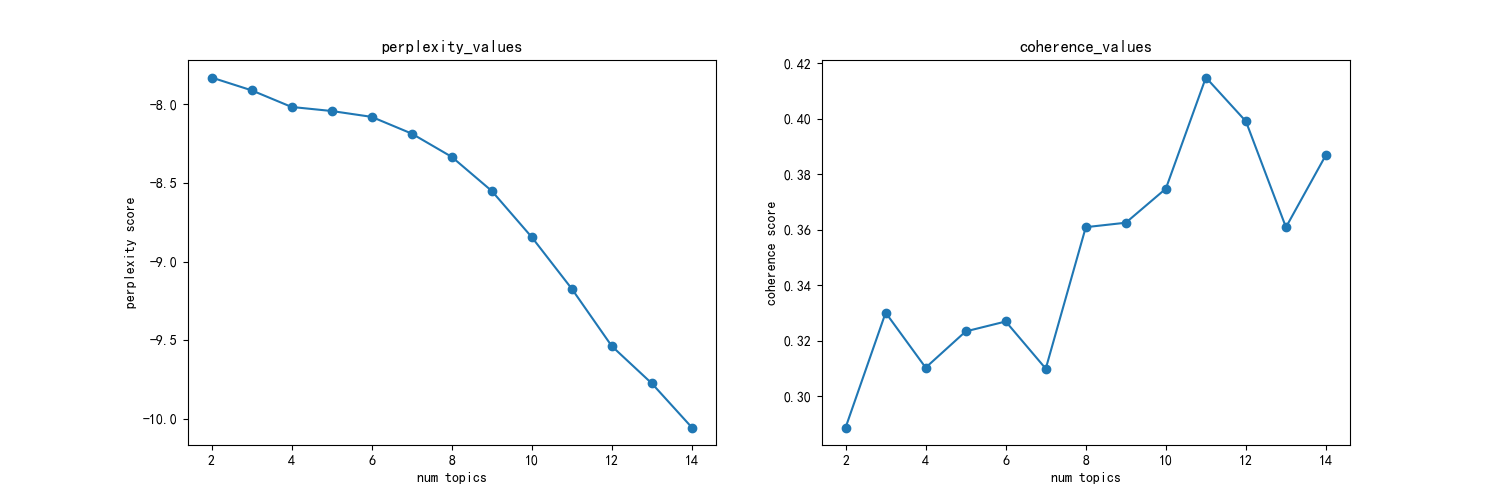 perplexity_values
perplexity score
-8.0
-8.5
-9.0
-9.5
-10.0
2 4 6 8 10 12 14
num topics
coherence_values
coherence score
0.42
0.40
0.38
0.36
0.34
0.32
0.30
2 4 6 8 10 12 14
num topics